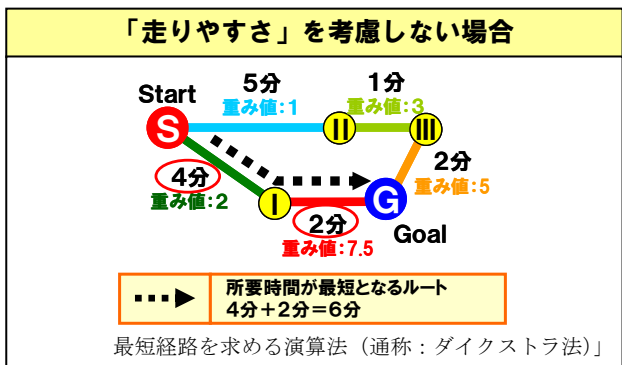 「走りやすさ」を考慮しない場合
5分
1分
Start
重み値:1
重み値:3
S
II
III
4分
2分
重み値:2
重み値:5
I
G
2分
Goal
重み値:7.5
所要時間が最短となるルート
4分+2分=6分
最短経路を求める演算法（通称：ダイクストラ法）」